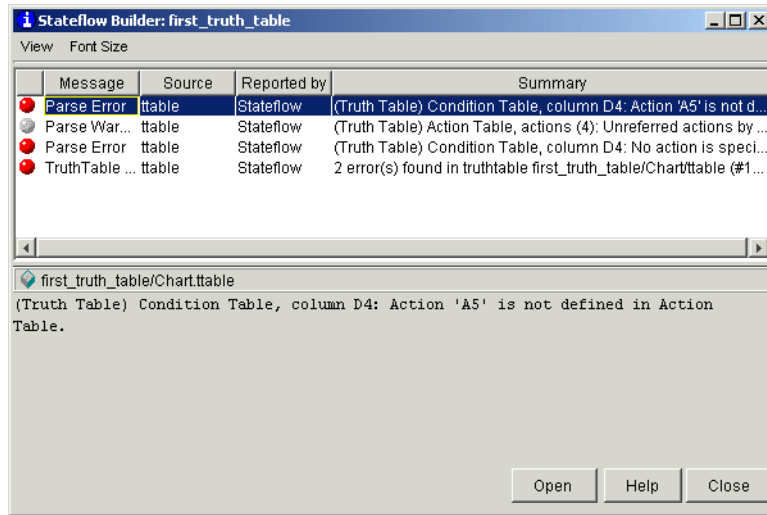 Stateflow Builder: first_truth_table
View Font Size
Message Source Reported by Summary
Parse Error ttable Stateflow (Truth Table) Condition Table, column D4: Action 'A5' is not d...
Parse War... ttable Stateflow (Truth Table) Action Table, actions (4): Unreferred actions by ...
Parse Error ttable Stateflow (Truth Table) Condition Table, column D4: No action is speci...
TruthTable ... ttable Stateflow 2 error(s) found in truthtable first_truth_table/Chart/ttable (#1...
first_truth_table/Chart.ttable
(Truth Table) Condition Table, column D4: Action 'A5' is not defined in Action
Table.
Open Help Close